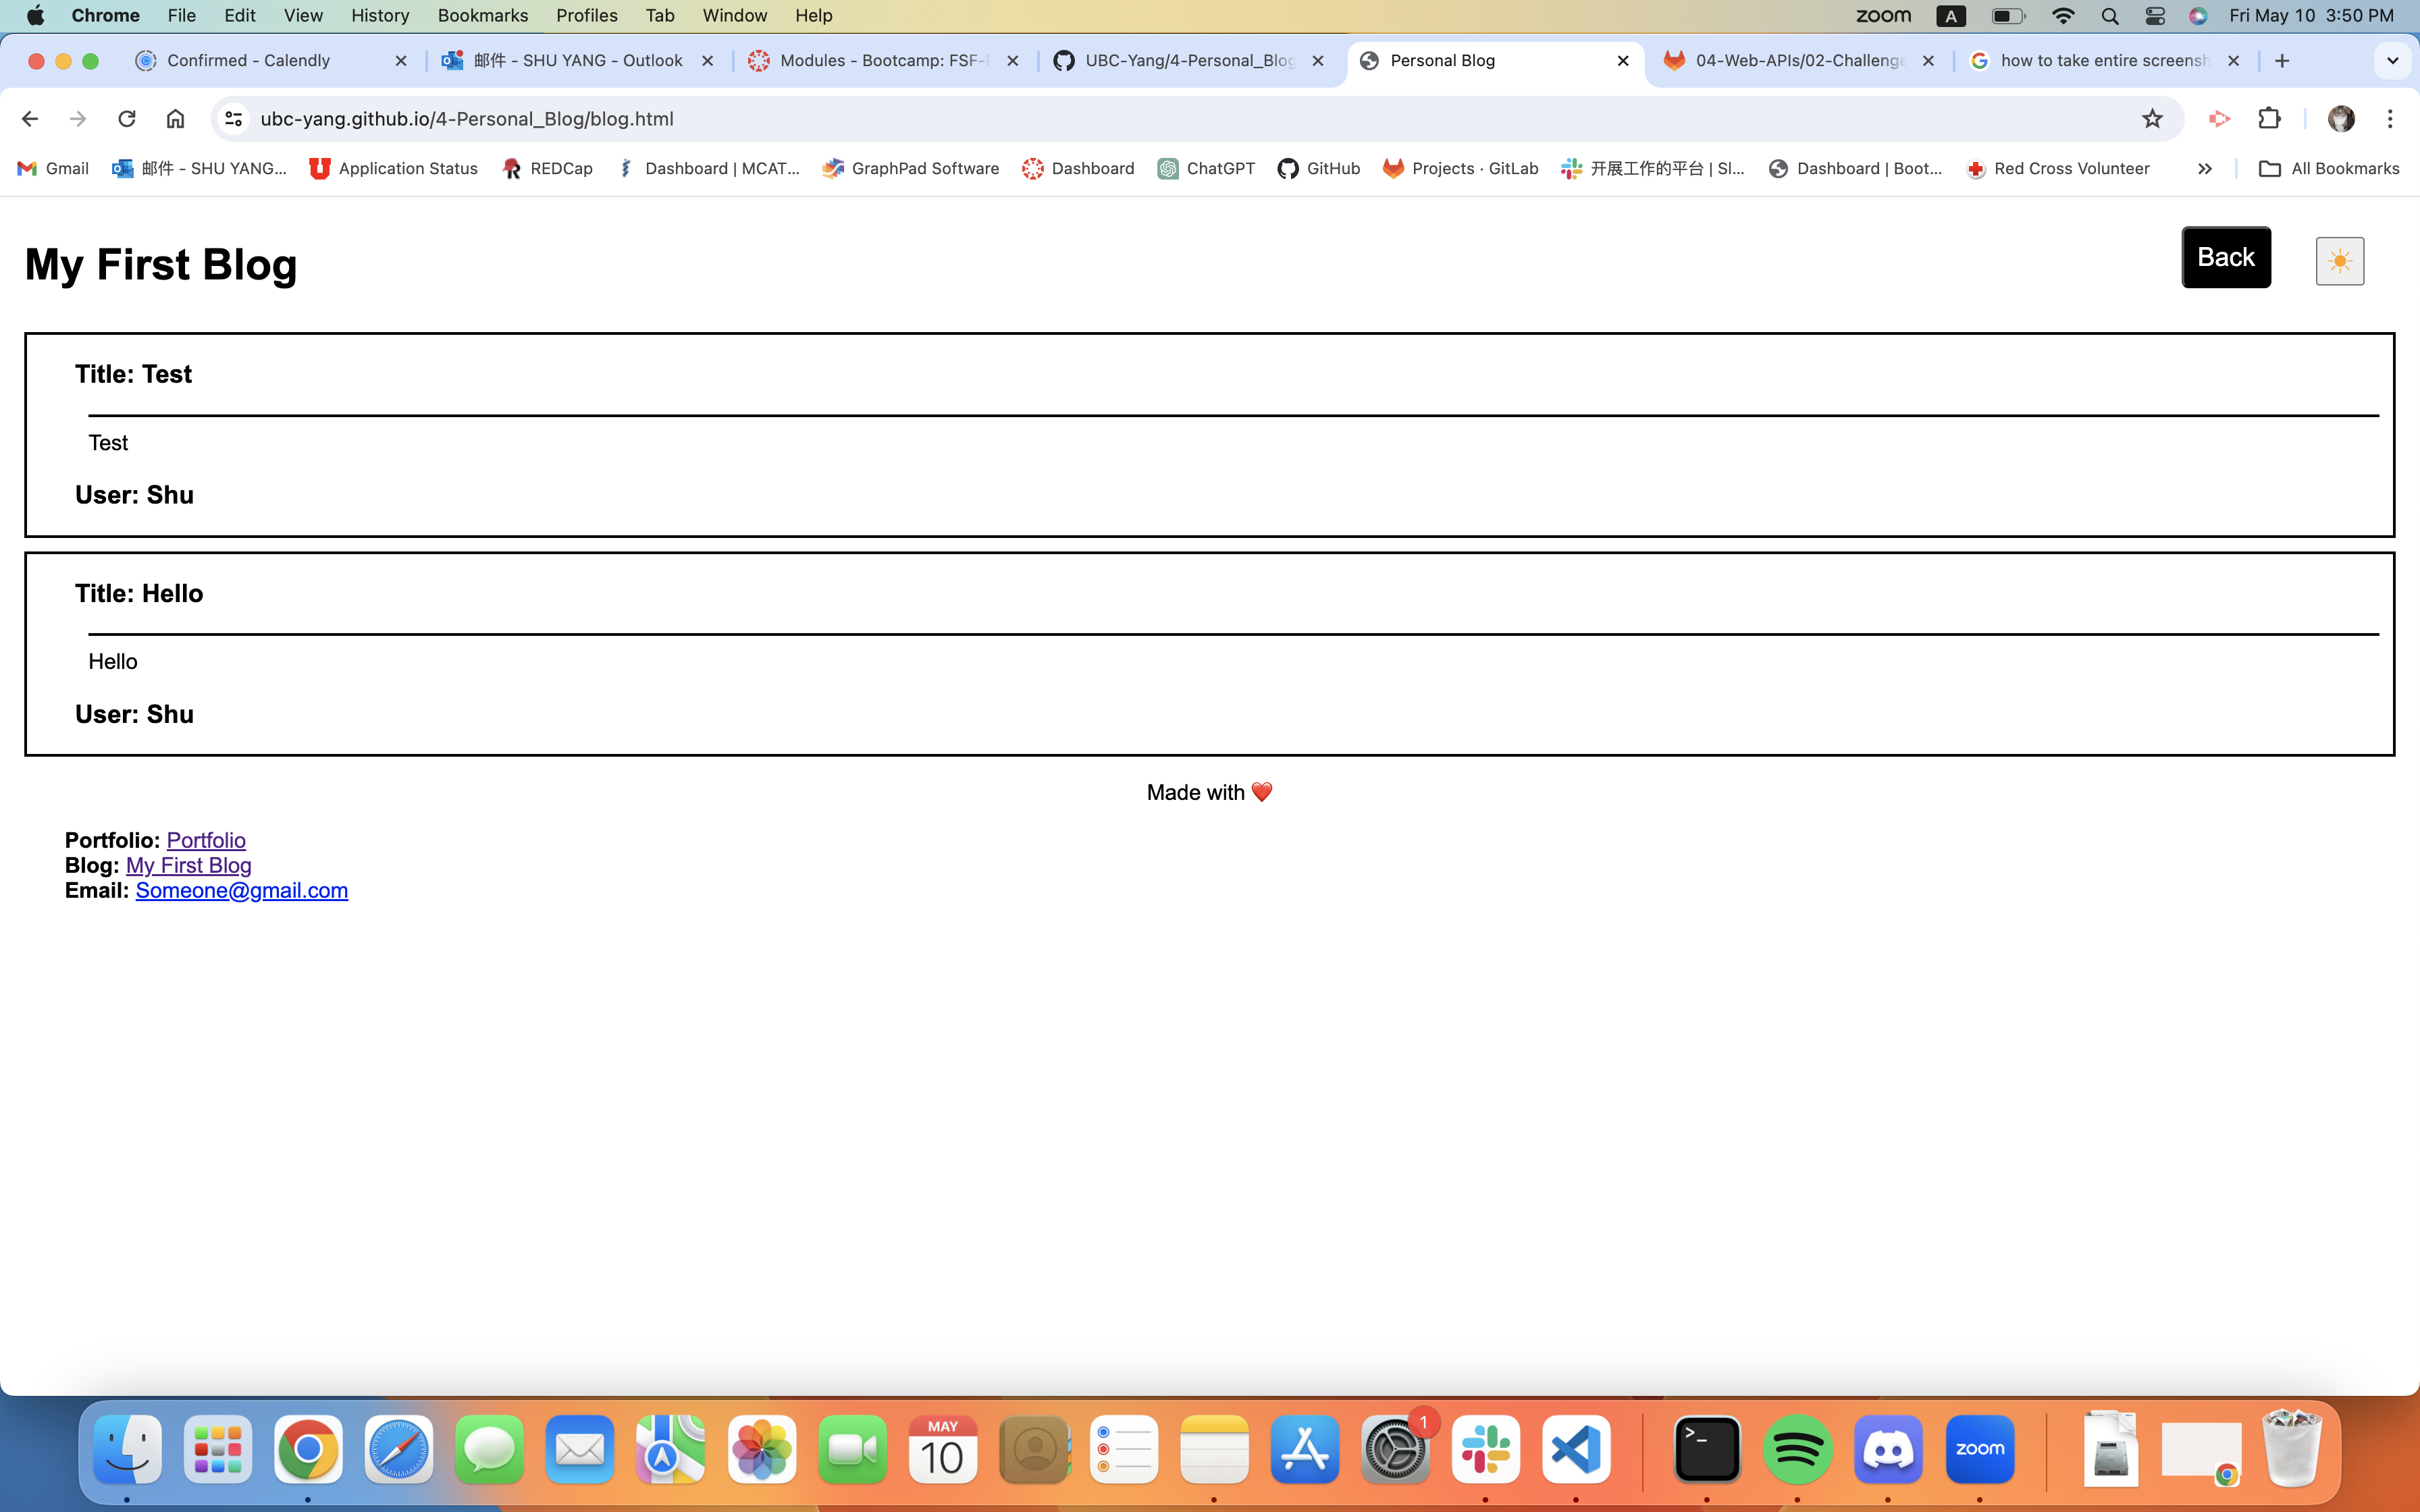 Chrome File Edit View History Bookmarks Profiles Tab Window Help zoom A Fri May 10 3:50 PM
Confirmed - Calendly 邮件 - SHU YANG - Outlook Modules - Bootcamp: FSF- UBC-Yang/4-Personal_Blog Personal Blog 04-Web-APIs/02-Challenge how to take entire screensh
ubc-yang.github.io/4-Personal_Blog/blog.html
Gmail 邮件 - SHU YANG... Application Status REDCap Dashboard | MCAT... GraphPad Software Dashboard ChatGPT GitHub Projects · GitLab 开展工作的平台 | Sl... Dashboard | Boot... Red Cross Volunteer » All Bookmarks
My First Blog Back
Title: Test
Test
User: Shu
Title: Hello
Hello
User: Shu
Made with ❤️
Portfolio: Portfolio
Blog: My First Blog
Email: Someone@gmail.com
MAY
10
1
>_
zoom